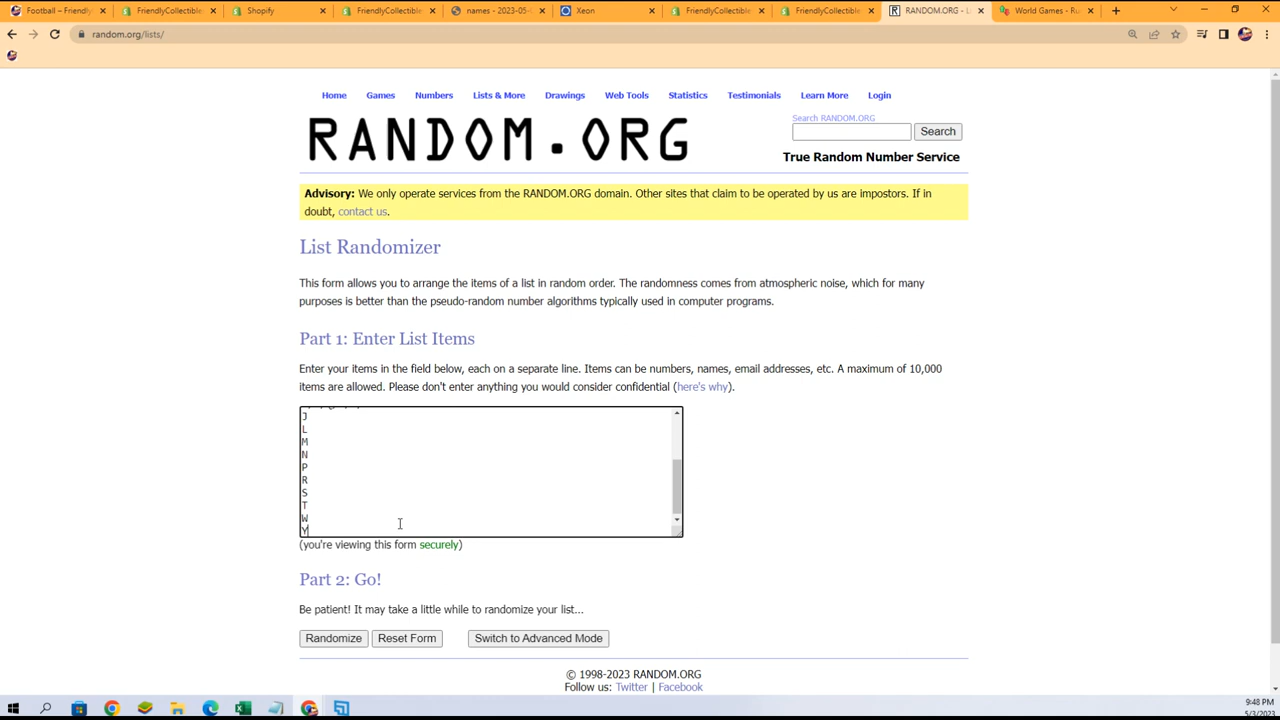 Football – Friendly
FriendlyCollectible
Shopify
FriendlyCollectible
names - 2023-05-
Xeon
FriendlyCollectible
FriendlyCollectible
RANDOM.ORG - L
World Games - Ru
random.org/lists/
Home Games Numbers Lists & More Drawings Web Tools Statistics Testimonials Learn More Login
RANDOM.ORG
Search RANDOM.ORG
Search
True Random Number Service
Advisory: We only operate services from the RANDOM.ORG domain. Other sites that claim to be operated by us are impostors. If in
doubt, contact us.
List Randomizer
This form allows you to arrange the items of a list in random order. The randomness comes from atmospheric noise, which for many
purposes is better than the pseudo-random number algorithms typically used in computer programs.
Part 1: Enter List Items
Enter your items in the field below, each on a separate line. Items can be numbers, names, email addresses, etc. A maximum of 10,000
items are allowed. Please don't enter anything you would consider confidential (here's why).
J
L
M
N
P
R
S
T
W
Y
(you're viewing this form securely)
Part 2: Go!
Be patient! It may take a little while to randomize your list...
Randomize Reset Form Switch to Advanced Mode
© 1998-2023 RANDOM.ORG
Follow us: Twitter | Facebook
9:48 PM
5/3/2023